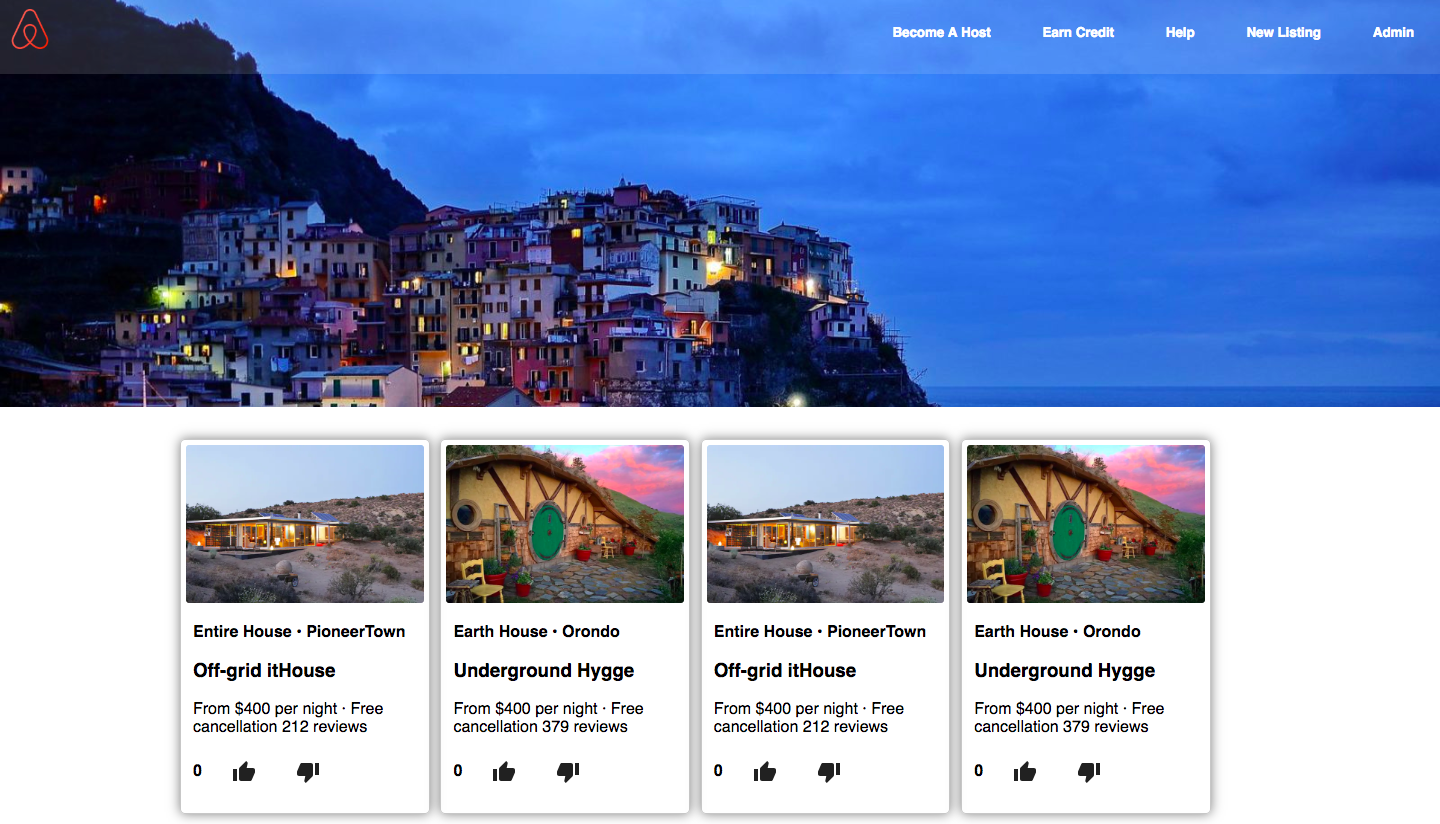 Become A Host Earn Credit Help New Listing Admin
Entire House • PioneerTown
Off-grid itHouse
From $400 per night · Free
cancellation 212 reviews
0
Earth House • Orondo
Underground Hygge
From $400 per night · Free
cancellation 379 reviews
0
Entire House • PioneerTown
Off-grid itHouse
From $400 per night · Free
cancellation 212 reviews
0
Earth House • Orondo
Underground Hygge
From $400 per night · Free
cancellation 379 reviews
0